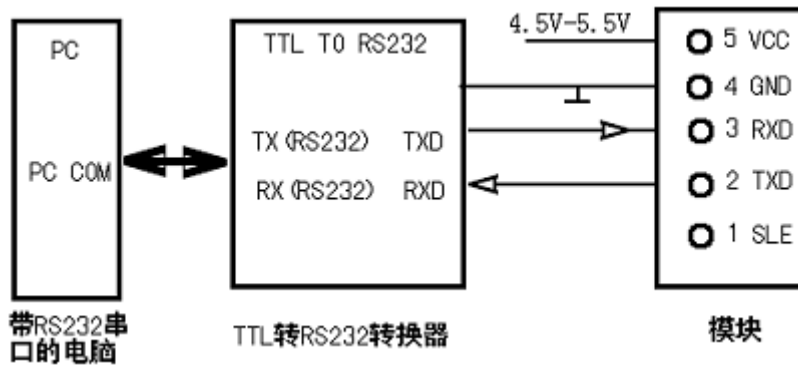 PC
PC COM
带RS232串
口的电脑
TTL TO RS232
TX(RS232) TXD
RX(RS232) RXD
TTL转RS232转换器
4.5V-5.5V
5 VCC
4 GND
3 RXD
2 TXD
1 SLE
模块